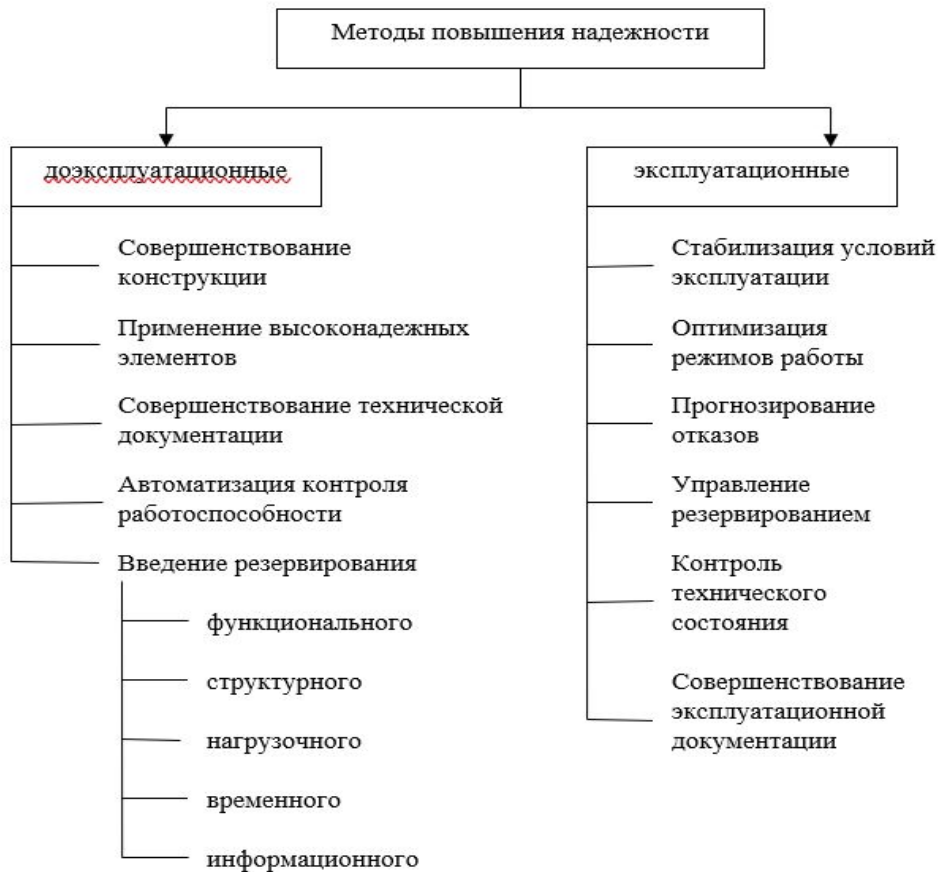 Методы повышения надежности
доэксплуатационные
Совершенствование
конструкции
Применение высоконадежных
элементов
Совершенствование технической
документации
Автоматизация контроля
работоспособности
Введение резервирования
функционального
структурного
нагрузочного
временного
информационного
эксплуатационные
Стабилизация условий
эксплуатации
Оптимизация
режимов работы
Прогнозирование
отказов
Управление
резервированием
Контроль
технического
состояния
Совершенствование
эксплуатационной
документации